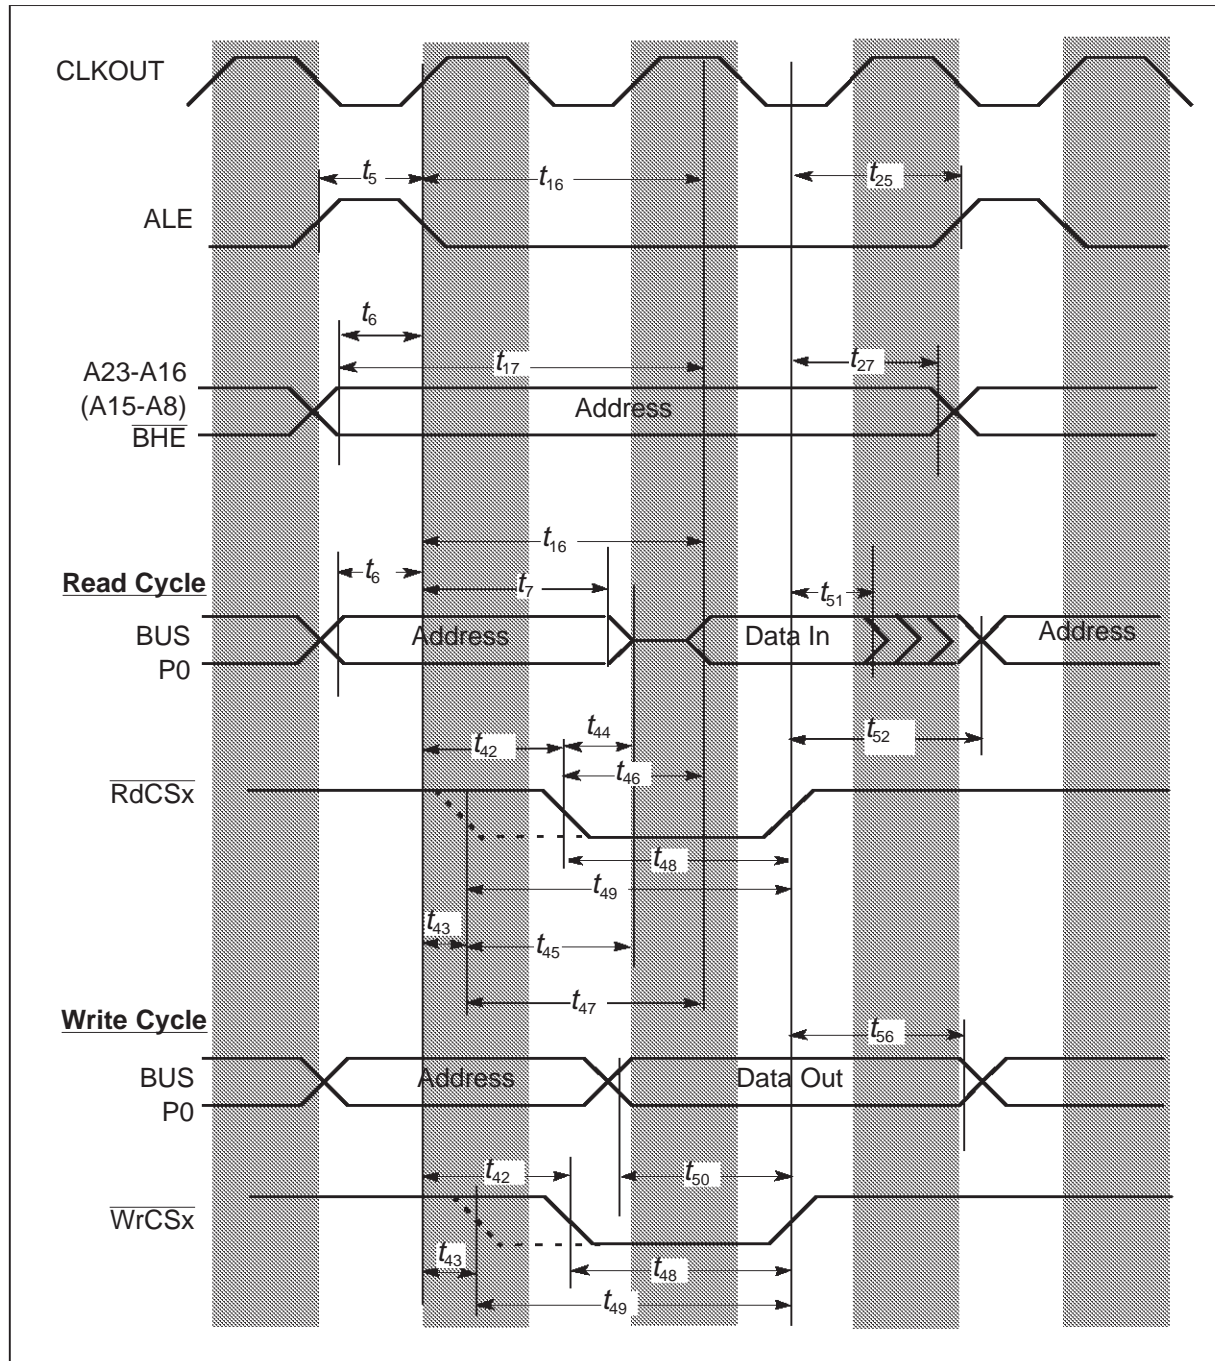 CLKOUT
t5
t16
t25
ALE
t6
t17
t27
A23-A16
(A15-A8)
BHE
Address
t16
t6
t7
t51
Read Cycle
BUS
P0
Address
Data In
Address
t42
t44
t46
t52
RdCSx
t48
t49
t43
t45
t47
Write Cycle
t56
BUS
P0
Address
Data Out
t42
t50
WrCSx
t43
t48
t49